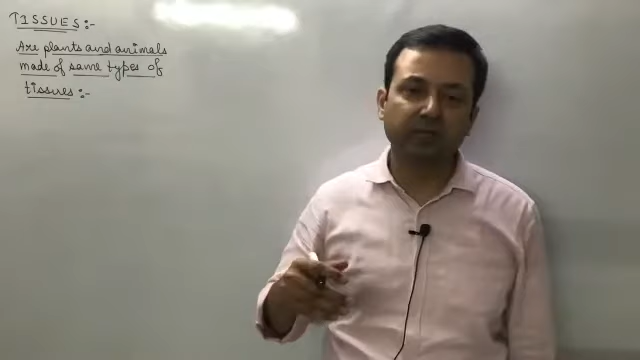 TISSUES:-
Are plants and animals
made of same types of
tissues:-